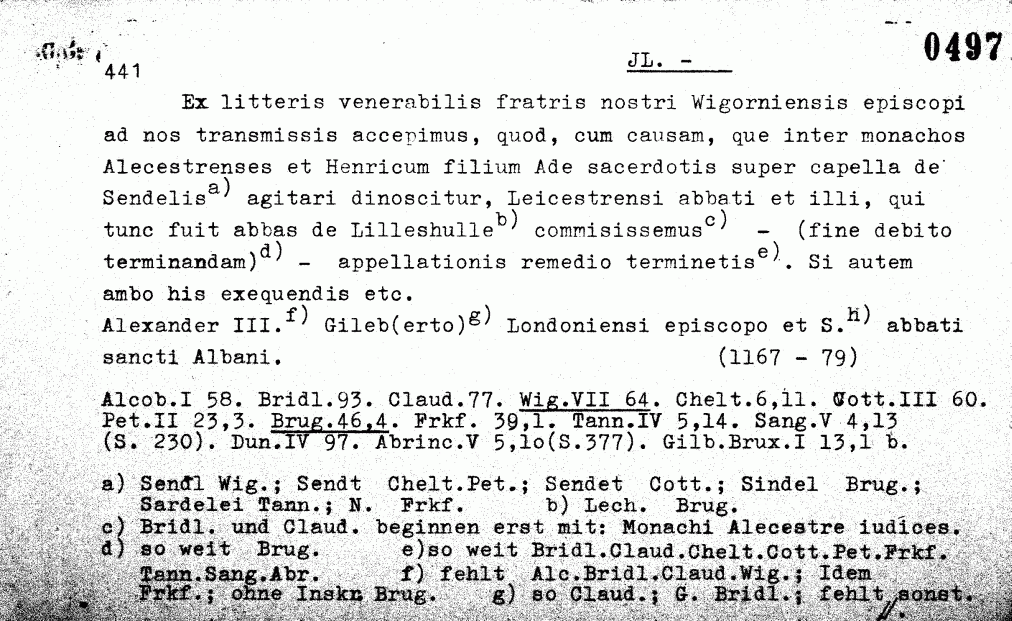 0497
441 JL. -
Ex litteris venerabilis fratris nostri Wigorniensis episcopi
ad nos transmissis accepimus, quod, cum causam, que inter monachos
Alecestrenses et Henricum filium Ade sacerdotis super capella de
Sendelis a) agitari dinoscitur, Leicestrensi abbati et illi, qui
tunc fuit abbas de Lilleshulle b) commisissemus c) - (fine debito
terminandam) d) - appellationis remedio terminetis e). Si autem
ambo his exequendis etc.
Alexander III. f) Gileb(erto) g) Londoniensi episcopo et S. h) abbati
sancti Albani. (1167 - 79)
Alcob.I 58. Bridl.93. Claud.77. Wig.VII 64. Chelt.6,11. Cott.III 60.
Pet.II 23,3. Brug.46,4. Frkf. 39,1. Tann.IV 5,14. Sang.V 4,13
(S. 230). Dun.IV 97. Abrinc.V 5,10(S.377). Gilb.Brux.I 13,1 b.
a) Sendl Wig.; Sendt Chelt.Pet.; Sendet Cott.; Sindel Brug.;
Sardelei Tann.; N. Frkf. b) Lech. Brug.
c) Bridl. und Claud. beginnen erst mit: Monachi Alecestre iudices.
d) so weit Brug. e)so weit Bridl.Claud.Chelt.Cott.Pet.Frkf.
Tann.Sang.Abr. f) fehlt Alc.Bridl.Claud.Wig.; Idem
Frkf.; ohne Inskr Brug. g) so Claud.; G. Bridl.; fehlt sonst.